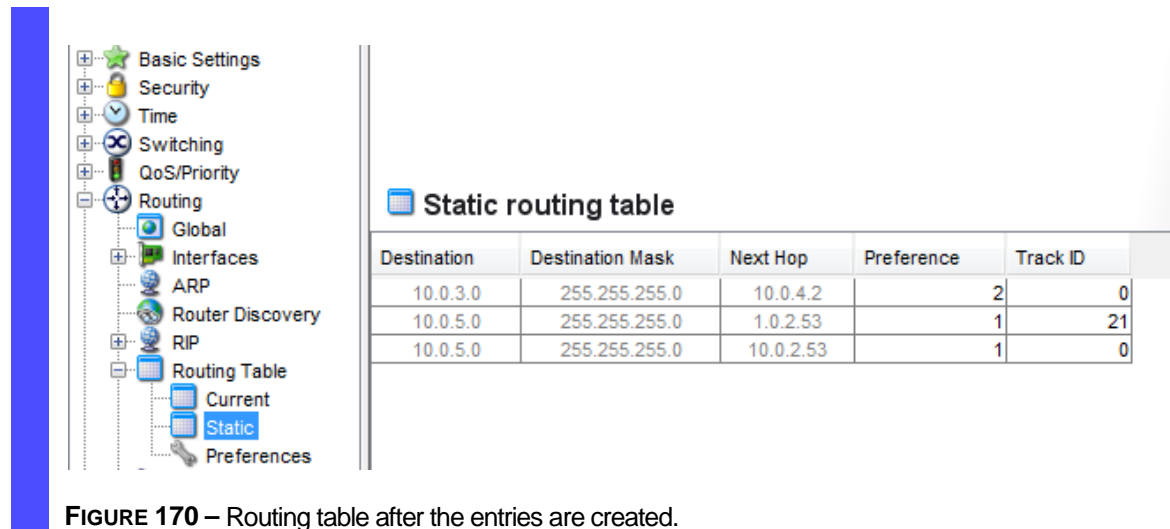 Basic Settings
Security
Time
Switching
QoS/Priority
Routing
Global
Interfaces
ARP
Router Discovery
RIP
Routing Table
Current
Static
Preferences
Static routing table
Destination Destination Mask Next Hop Preference Track ID
10.0.3.0 255.255.255.0 10.0.4.2 2 0
10.0.5.0 255.255.255.0 1.0.2.53 1 21
10.0.5.0 255.255.255.0 10.0.2.53 1 0
FIGURE 170 – Routing table after the entries are created.